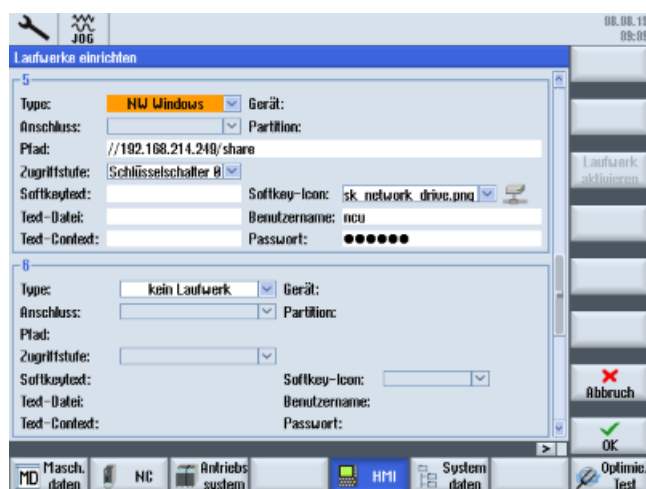 08.08.19
09:09
JOG
Laufwerke einrichten
5
Type: NW Windows Gerät:
Anschluss: Partition:
Pfad: //192.168.214.249/share
Zugriffstufe: Schlüsselschalter 0
Softkeytext: Softkey-Icon: sk_network_drive.png
Text-Datei: Benutzername: ncu
Text-Context: Passwort: ●●●●●●
Laufwerk
aktivieren
6
Type: kein Laufwerk Gerät:
Anschluss: Partition:
Pfad:
Zugriffstufe:
Softkeytext: Softkey-Icon:
Text-Datei: Benutzername:
Text-Context: Passwort:
Abbruch
OK
>
MD Masch. daten
NC
Antriebs system
HMI
System daten
Optimie. Test